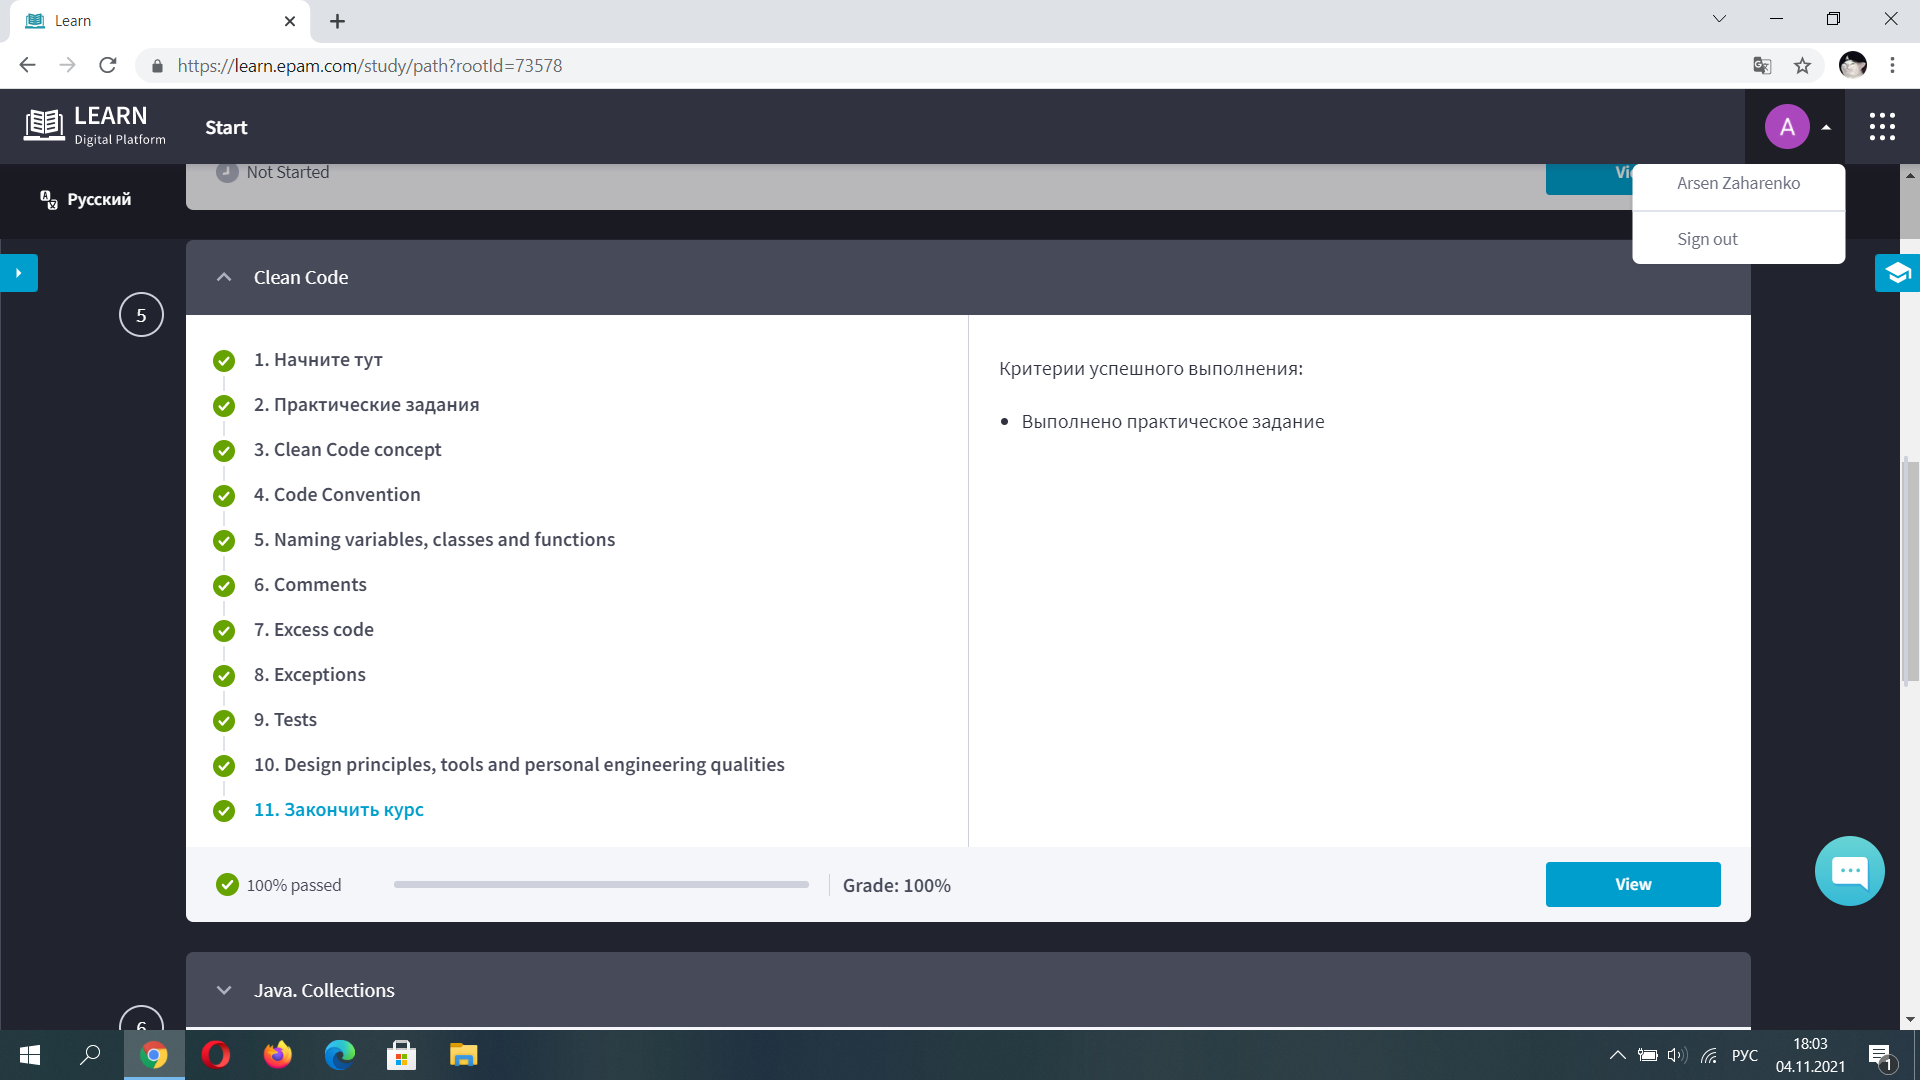 Learn
https://learn.epam.com/study/path?rootId=73578
LEARN
Digital Platform
Start
A
Русский
Not Started
Arsen Zaharenko
Sign out
Clean Code
5
1. Начните тут
2. Практические задания
3. Clean Code concept
4. Code Convention
5. Naming variables, classes and functions
6. Comments
7. Excess code
8. Exceptions
9. Tests
10. Design principles, tools and personal engineering qualities
11. Закончить курс
Критерии успешного выполнения:
• Выполнено практическое задание
100% passed
Grade: 100%
View
Java. Collections
6
РУС
18:03
04.11.2021
1